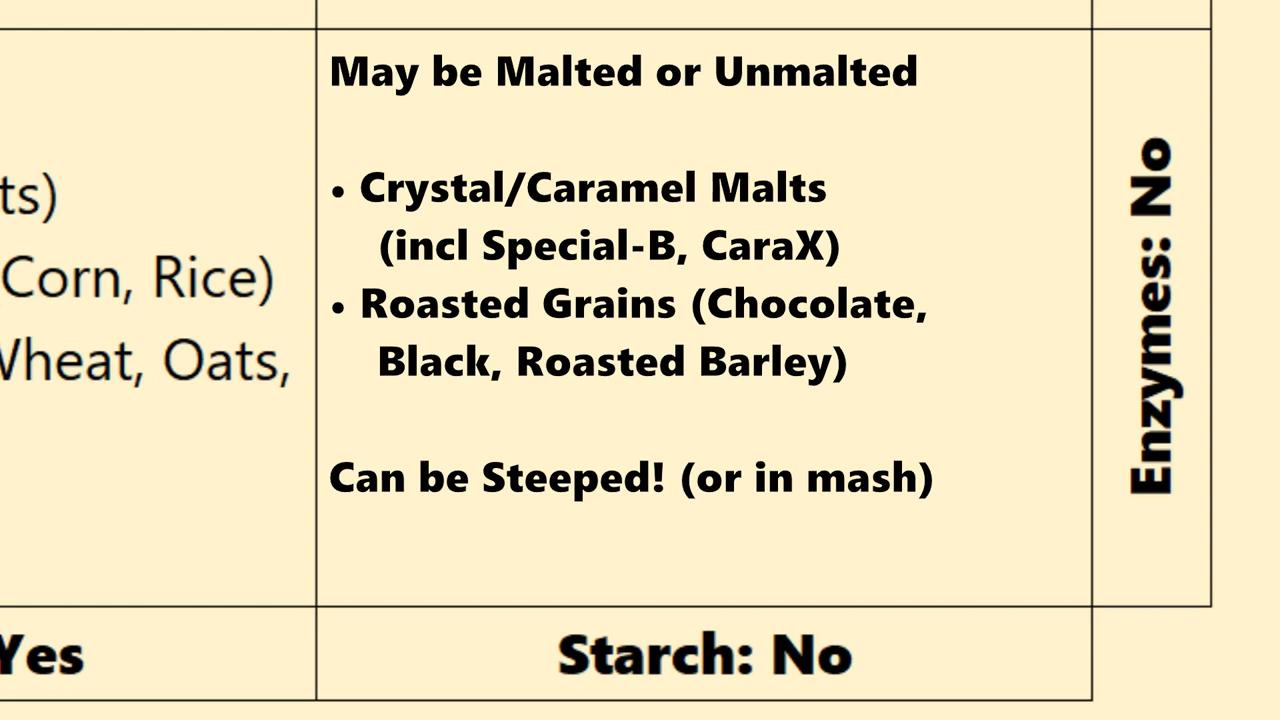 ts)
Corn, Rice)
Wheat, Oats,
May be Malted or Unmalted
• Crystal/Caramel Malts
(incl Special-B, CaraX)
• Roasted Grains (Chocolate,
Black, Roasted Barley)
Can be Steeped! (or in mash)
Enzymes: No
Yes
Starch: No